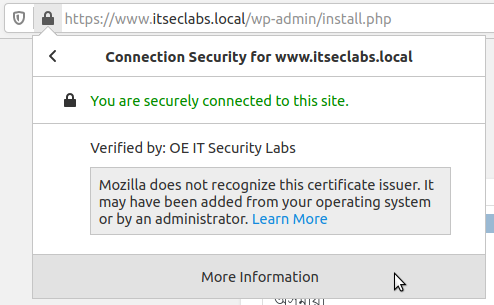 https://www.itseclabs.local/wp-admin/install.php
Connection Security for www.itseclabs.local
You are securely connected to this site.
Verified by: OE IT Security Labs
Mozilla does not recognize this certificate issuer. It
may have been added from your operating system
or by an administrator. Learn More
More Information